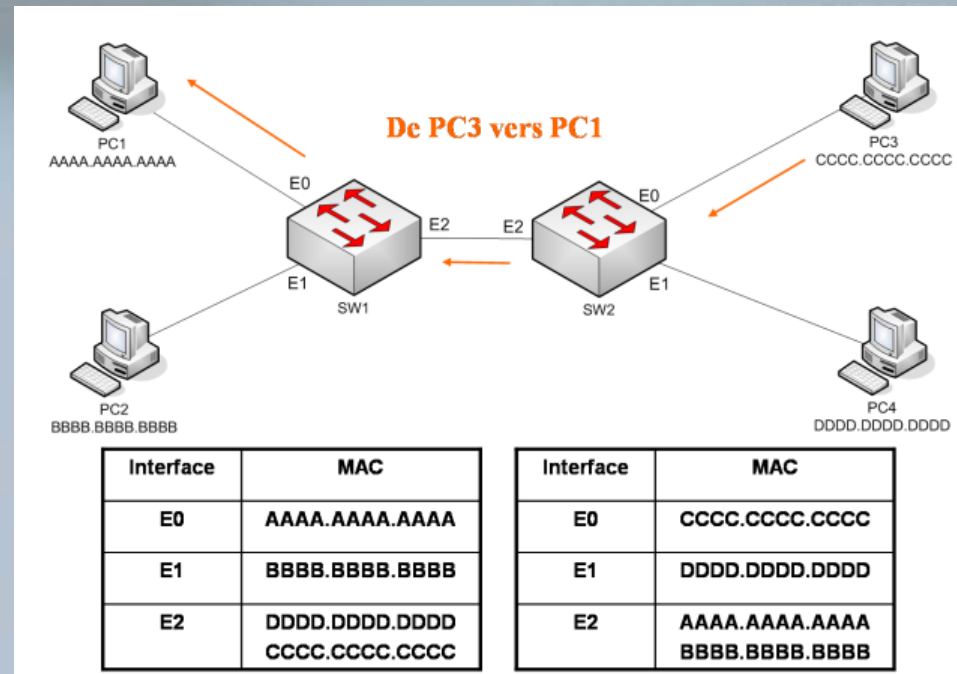 De PC3 vers PC1
PC1
AAAA.AAAA.AAAA
PC3
CCCC.CCCC.CCCC
E0
E2
E2
E0
E1
SW1
E1
SW2
PC2
BBBB.BBBB.BBBB
PC4
DDDD.DDDD.DDDD
Interface MAC
E0 AAAA.AAAA.AAAA
E1 BBBB.BBBB.BBBB
E2 DDDD.DDDD.DDDD
CCCC.CCCC.CCCC
Interface MAC
E0 CCCC.CCCC.CCCC
E1 DDDD.DDDD.DDDD
E2 AAAA.AAAA.AAAA
BBBB.BBBB.BBBB